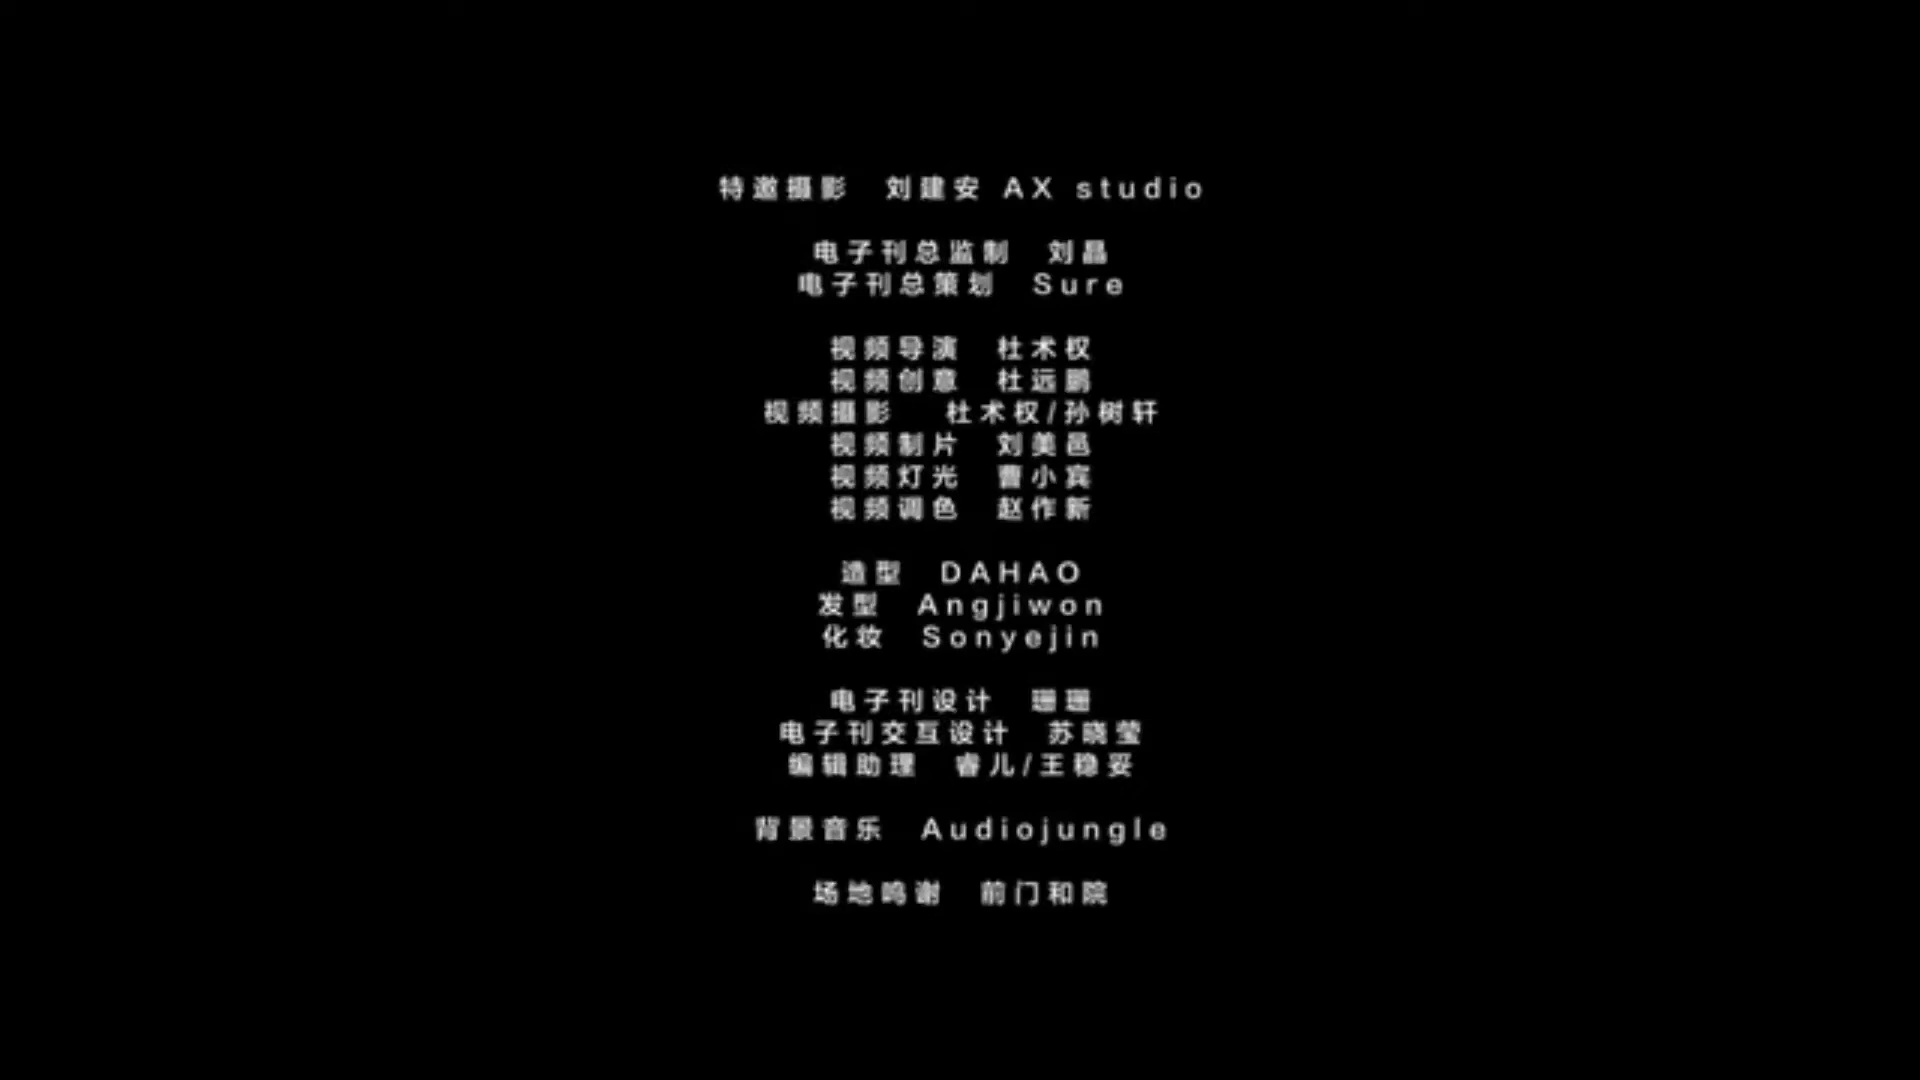 特邀摄影 刘建安 AX studio
电子刊总监制 刘晶
电子刊总策划 Sure
视频导演 杜术权
视频创意 杜远鹏
视频摄影 杜术权/孙树轩
视频制片 刘美邑
视频灯光 曹小宾
视频调色 赵作新
造型 DAHAO
发型 Angjiwon
化妆 Sonyejin
电子刊设计 珊珊
电子刊交互设计 苏晓莹
编辑助理 睿儿/王稳妥
背景音乐 Audiojungle
场地鸣谢 前门和院